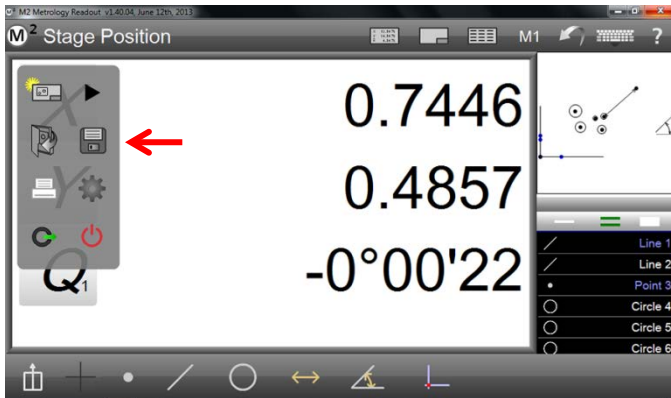 M2 Metrology Readout v1.40.04, June 12th, 2013
M² Stage Position
M1
?
X
0.7446
Y
0.4857
Q1
-0°00'22
Line 1
Line 2
Point 3
Circle 4
Circle 5
Circle 6